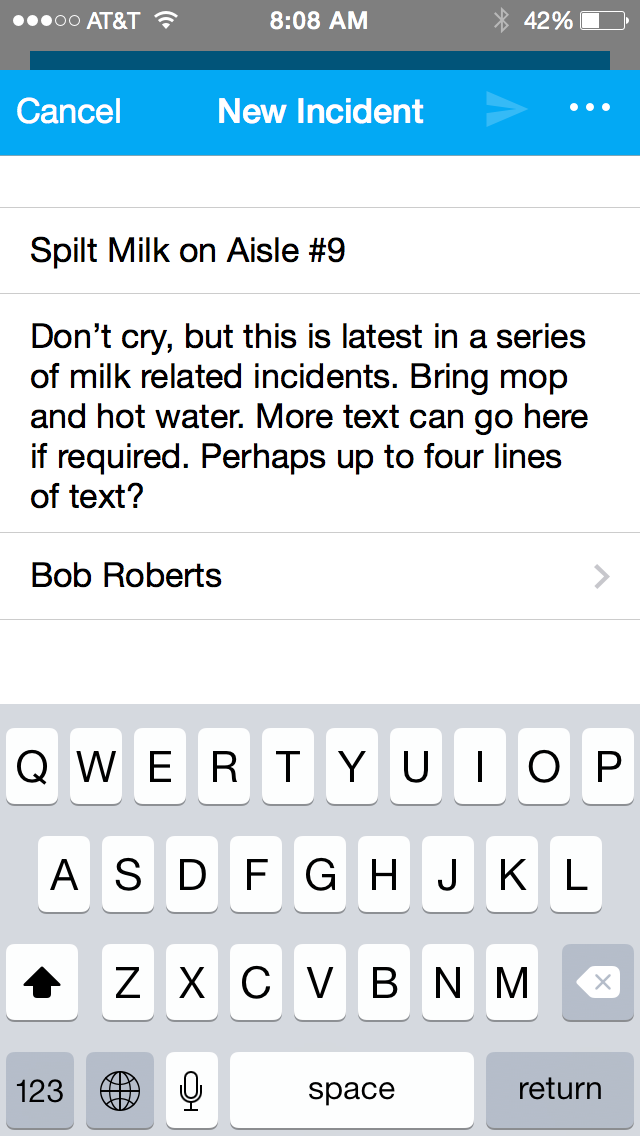 AT&T 8:08 AM 42%
Cancel New Incident
Spilt Milk on Aisle #9
Don’t cry, but this is latest in a series
of milk related incidents. Bring mop
and hot water. More text can go here
if required. Perhaps up to four lines
of text?
Bob Roberts
Q W E R T Y U I O P
A S D F G H J K L
Z X C V B N M
123 space return